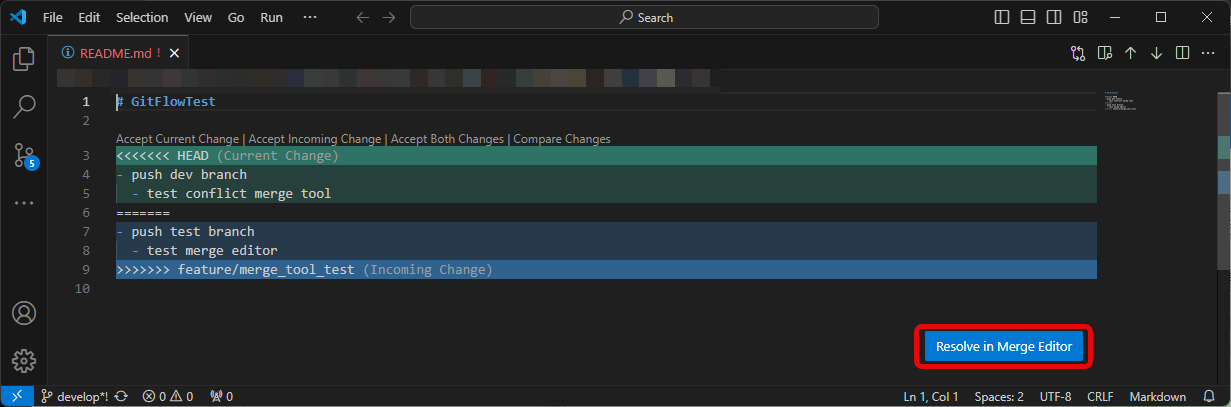 File Edit Selection View Go Run ··· Search
README.md !
1 # GitFlowTest
2
Accept Current Change | Accept Incoming Change | Accept Both Changes | Compare Changes
3 <<<<<<< HEAD (Current Change)
4 - push dev branch
5 - test conflict merge tool
6 =======
7 - push test branch
8 - test merge editor
9 >>>>>>> feature/merge_tool_test (Incoming Change)
10
5
Resolve in Merge Editor
develop*! 0 0 0 Ln 1, Col 1 Spaces: 2 UTF-8 CRLF Markdown